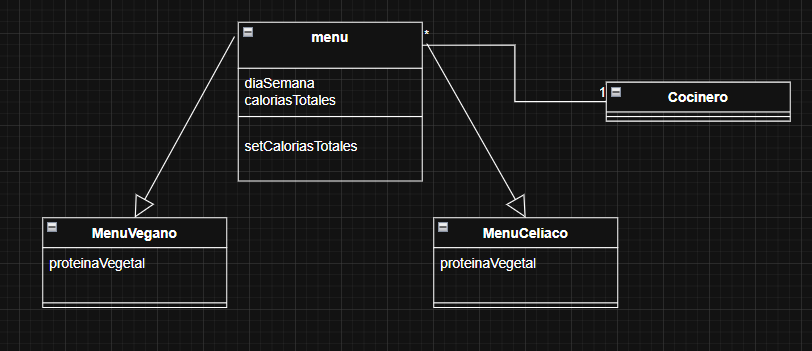 menu
*
diaSemana
caloriasTotales
1
Cocinero
setCaloriasTotales
MenuVegano
MenuCeliaco
proteinaVegetal
proteinaVegetal